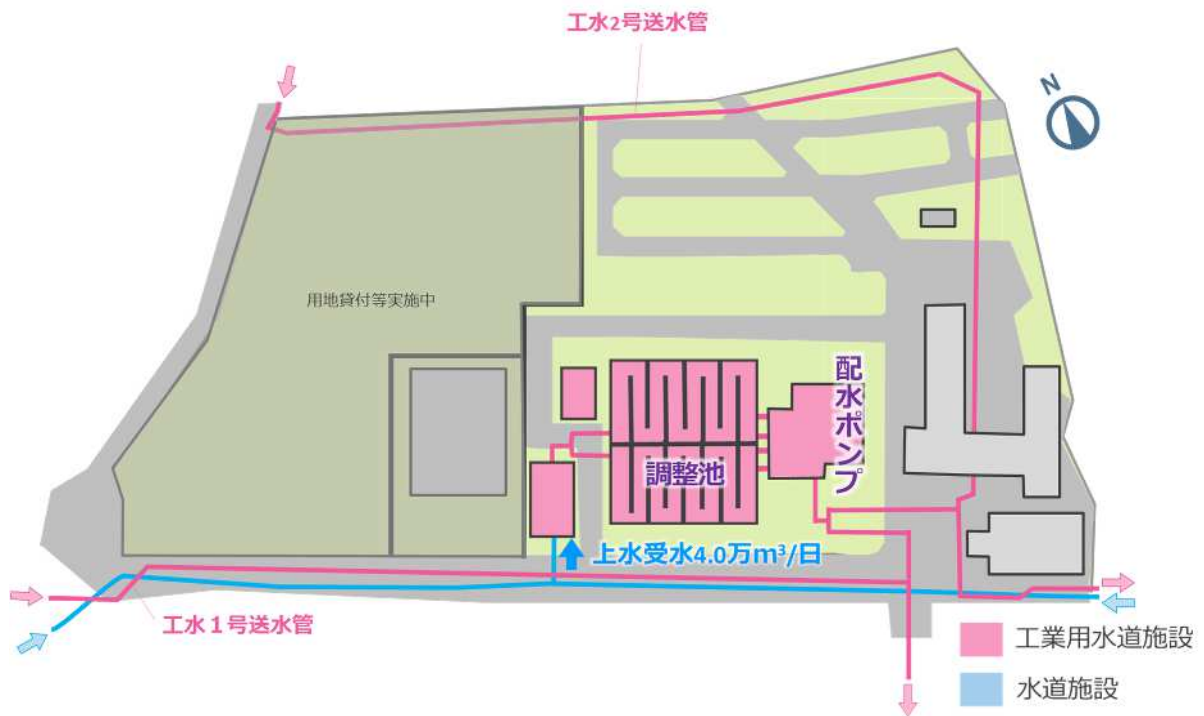 工水2号送水管
N
用地貸付等実施中
配水ポンプ
調整池
上水受水4.0万m³/日
工水１号送水管
工業用水道施設
水道施設